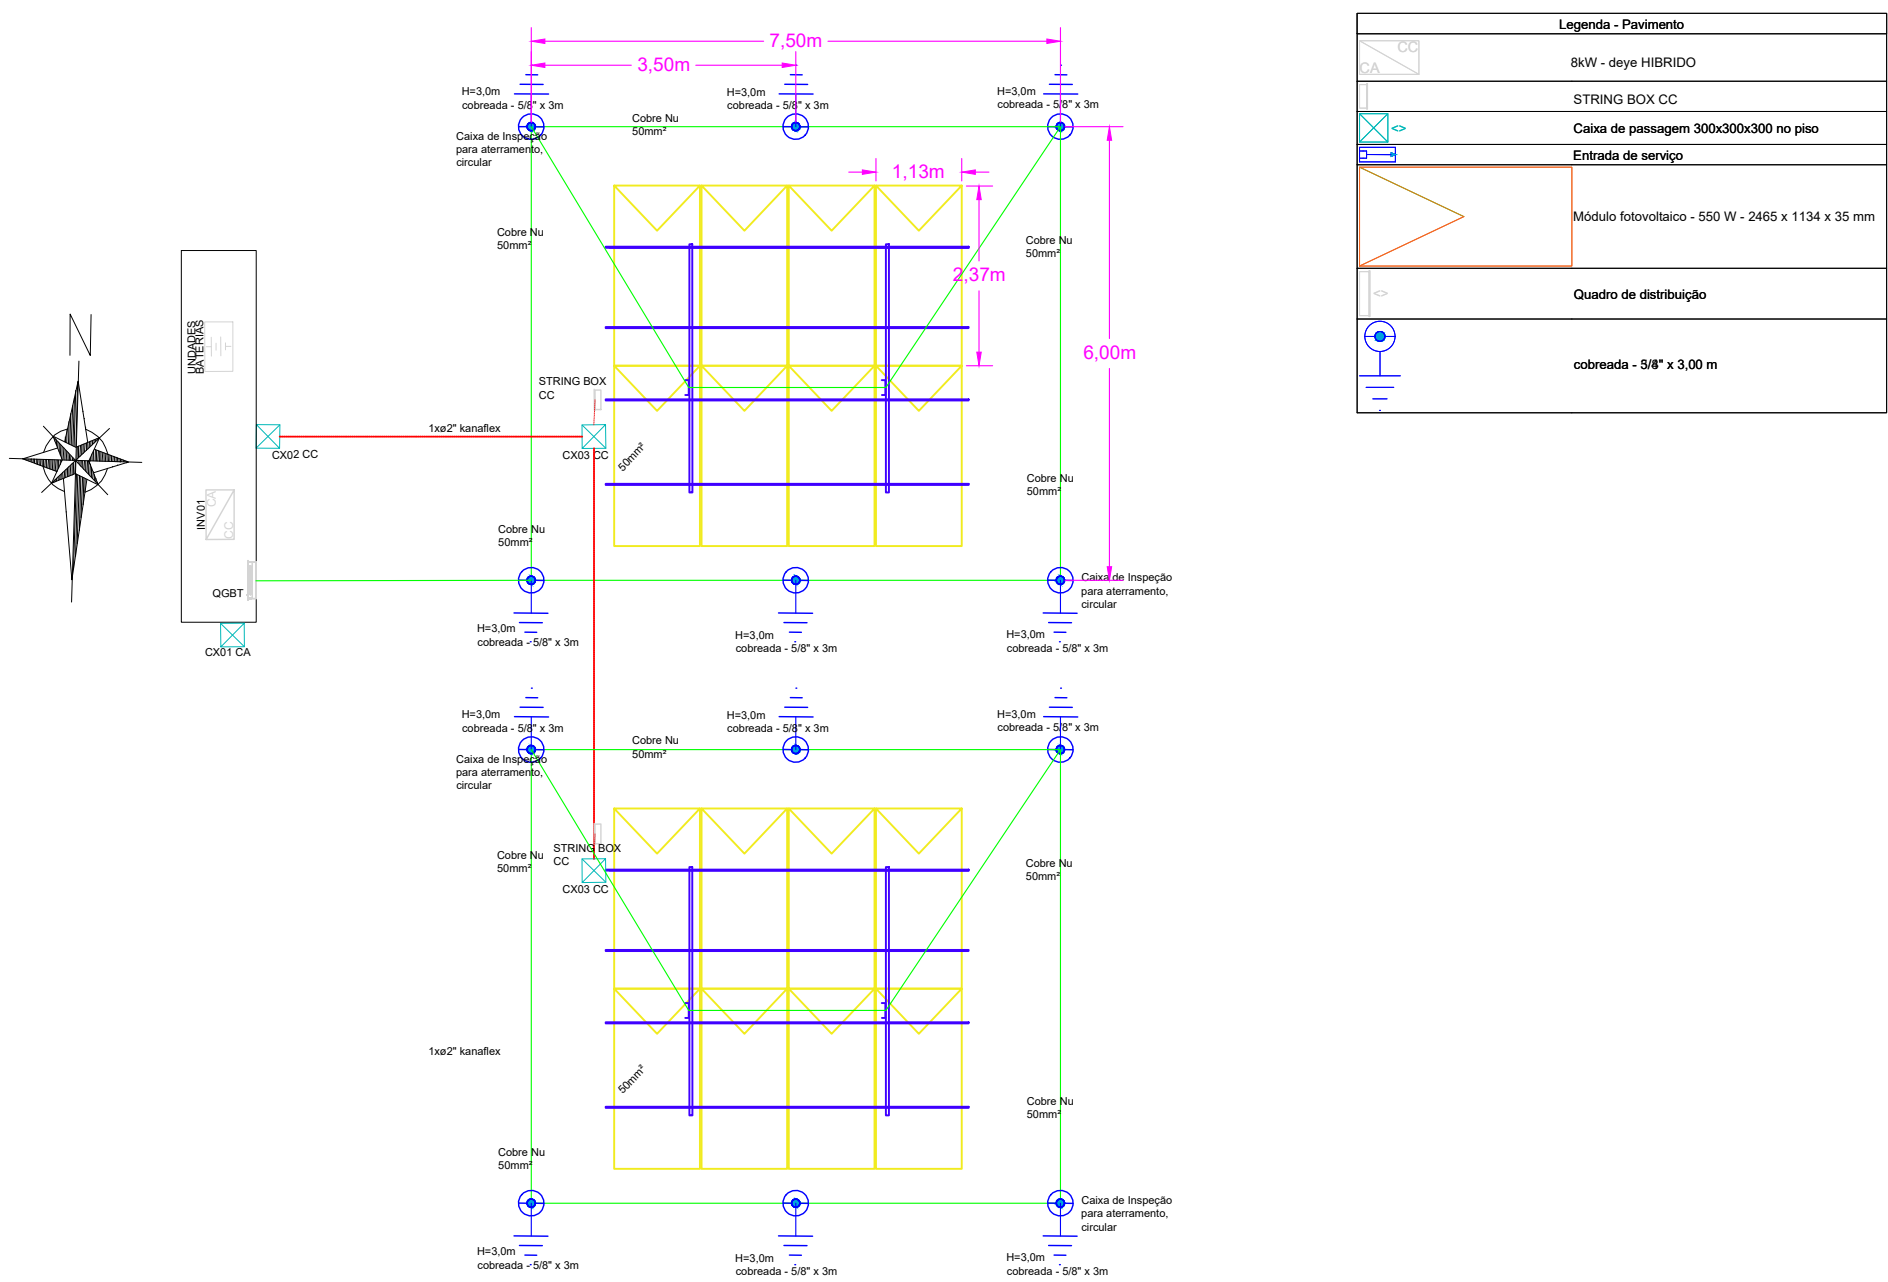 7,50m
3,50m
H=3,0m
cobreada - 5/8" x 3m
H=3,0m
cobreada - 5/8" x 3m
H=3,0m
cobreada - 5/8" x 3m
Caixa de Inspeção
para aterramento,
circular
Cobre Nu
50mm²
1,13m
Cobre Nu
50mm²
Cobre Nu
50mm²
2,37m
6,00m
UNDADES
BATERIAS
N
STRING BOX
CC
1xø2" kanaflex
CX02 CC
CX03 CC
50mm²
Cobre Nu
50mm²
INV01
CA
CC
Cobre Nu
50mm²
QGBT
CX01 CA
Caixa de Inspeção
para aterramento,
circular
H=3,0m
cobreada - 5/8" x 3m
H=3,0m
cobreada - 5/8" x 3m
H=3,0m
cobreada - 5/8" x 3m
H=3,0m
cobreada - 5/8" x 3m
H=3,0m
cobreada - 5/8" x 3m
H=3,0m
cobreada - 5/8" x 3m
Caixa de Inspeção
para aterramento,
circular
Cobre Nu
50mm²
Cobre Nu
50mm²
STRING BOX
CC
CX03 CC
Cobre Nu
50mm²
1xø2" kanaflex
50mm²
Cobre Nu
50mm²
Cobre Nu
50mm²
Caixa de Inspeção
para aterramento,
circular
H=3,0m
cobreada - 5/8" x 3m
H=3,0m
cobreada - 5/8" x 3m
H=3,0m
cobreada - 5/8" x 3m
Legenda - Pavimento
CC
CA
8kW - deye HIBRIDO
STRING BOX CC
<>
Caixa de passagem 300x300x300 no piso
Entrada de serviço
Módulo fotovoltaico - 550 W - 2465 x 1134 x 35 mm
<>
Quadro de distribuição
cobreada - x 3,00 m